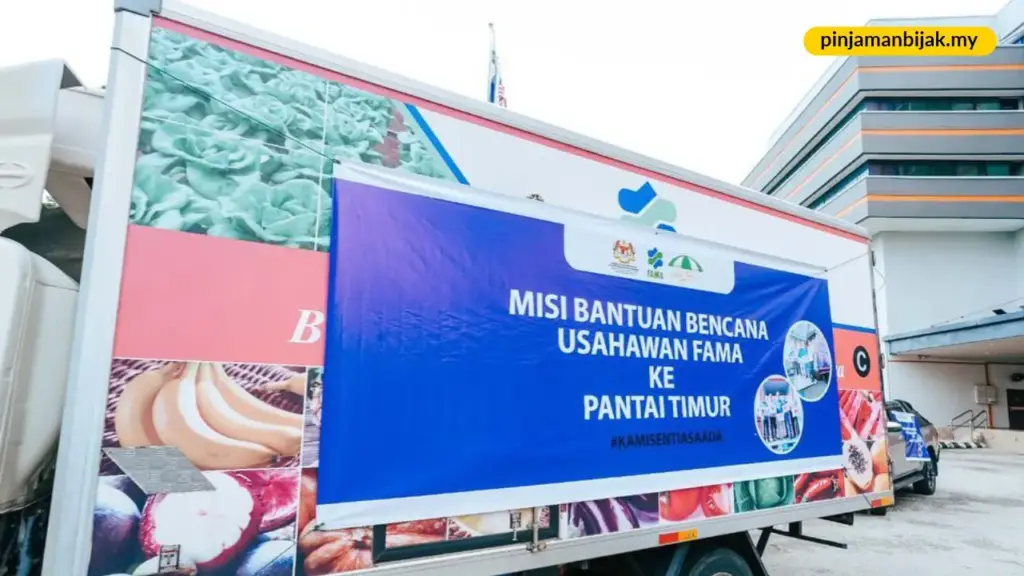 pinjamanbijak.my
FAMA
MISI BANTUAN BENCANA
USAHAWAN FAMA
KE
PANTAI TIMUR
#KAMISENTIASAADA
B
C